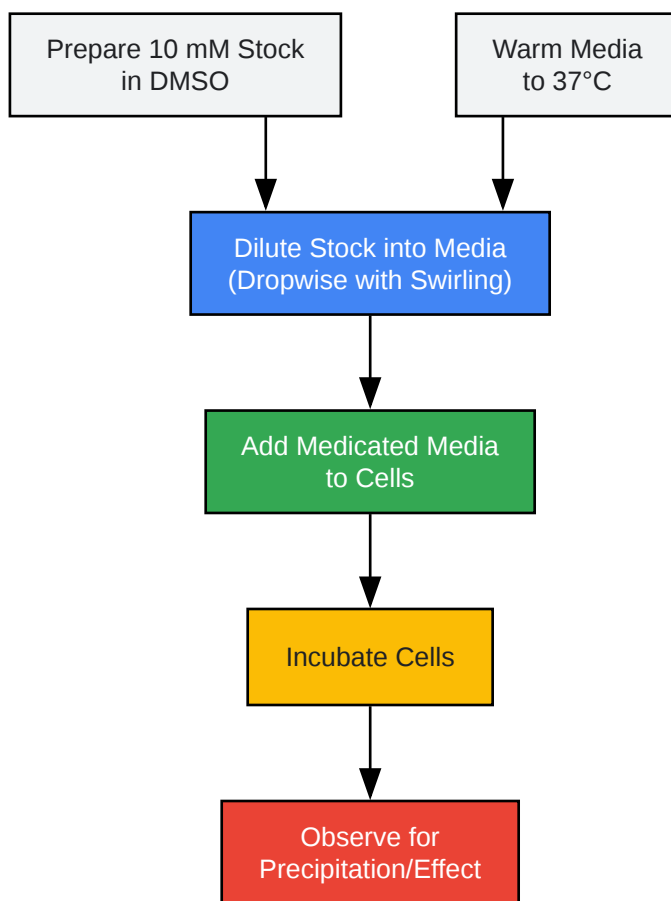 Prepare 10 mM Stock
in DMSO
Warm Media
to 37°C
Dilute Stock into Media
(Dropwise with Swirling)
Add Medicated Media
to Cells
Incubate Cells
Observe for
Precipitation/Effect